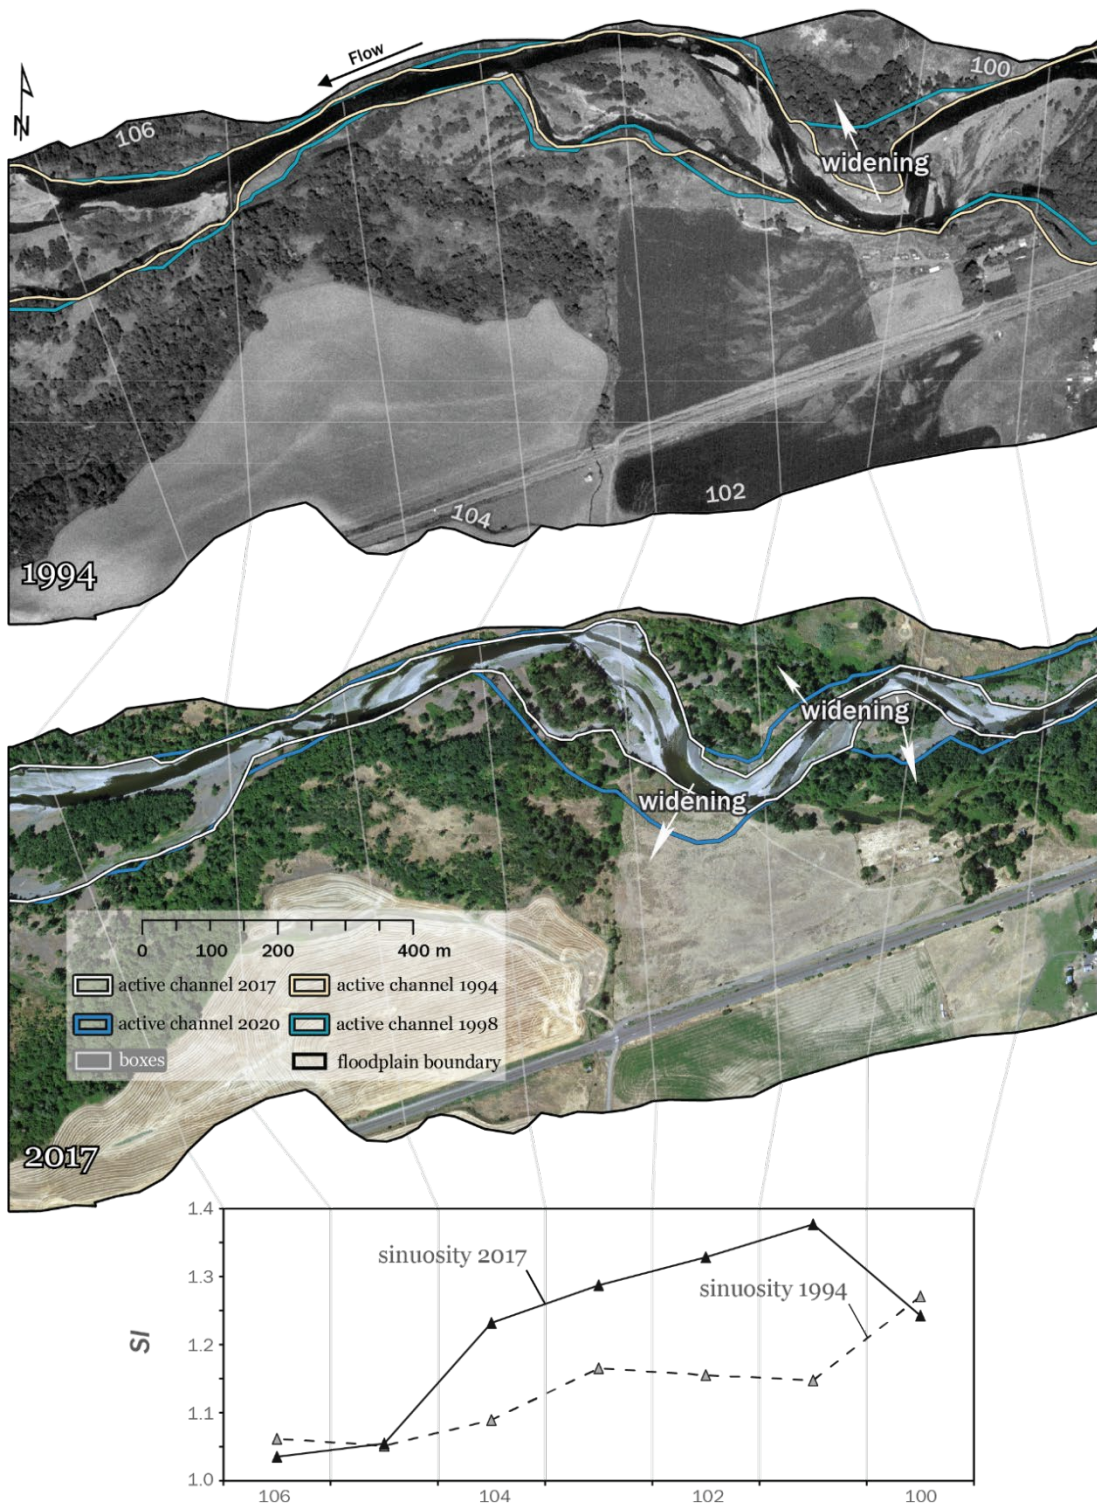 Flow
100
N
106
widening
102
104
1994
widening
widening
0 100 200 400 m
active channel 2017 active channel 1994
active channel 2020 active channel 1998
boxes floodplain boundary
2017
1.4
sinuosity 2017
1.3
sinuosity 1994
SI
1.2
1.1
1.0
106 104 102 100